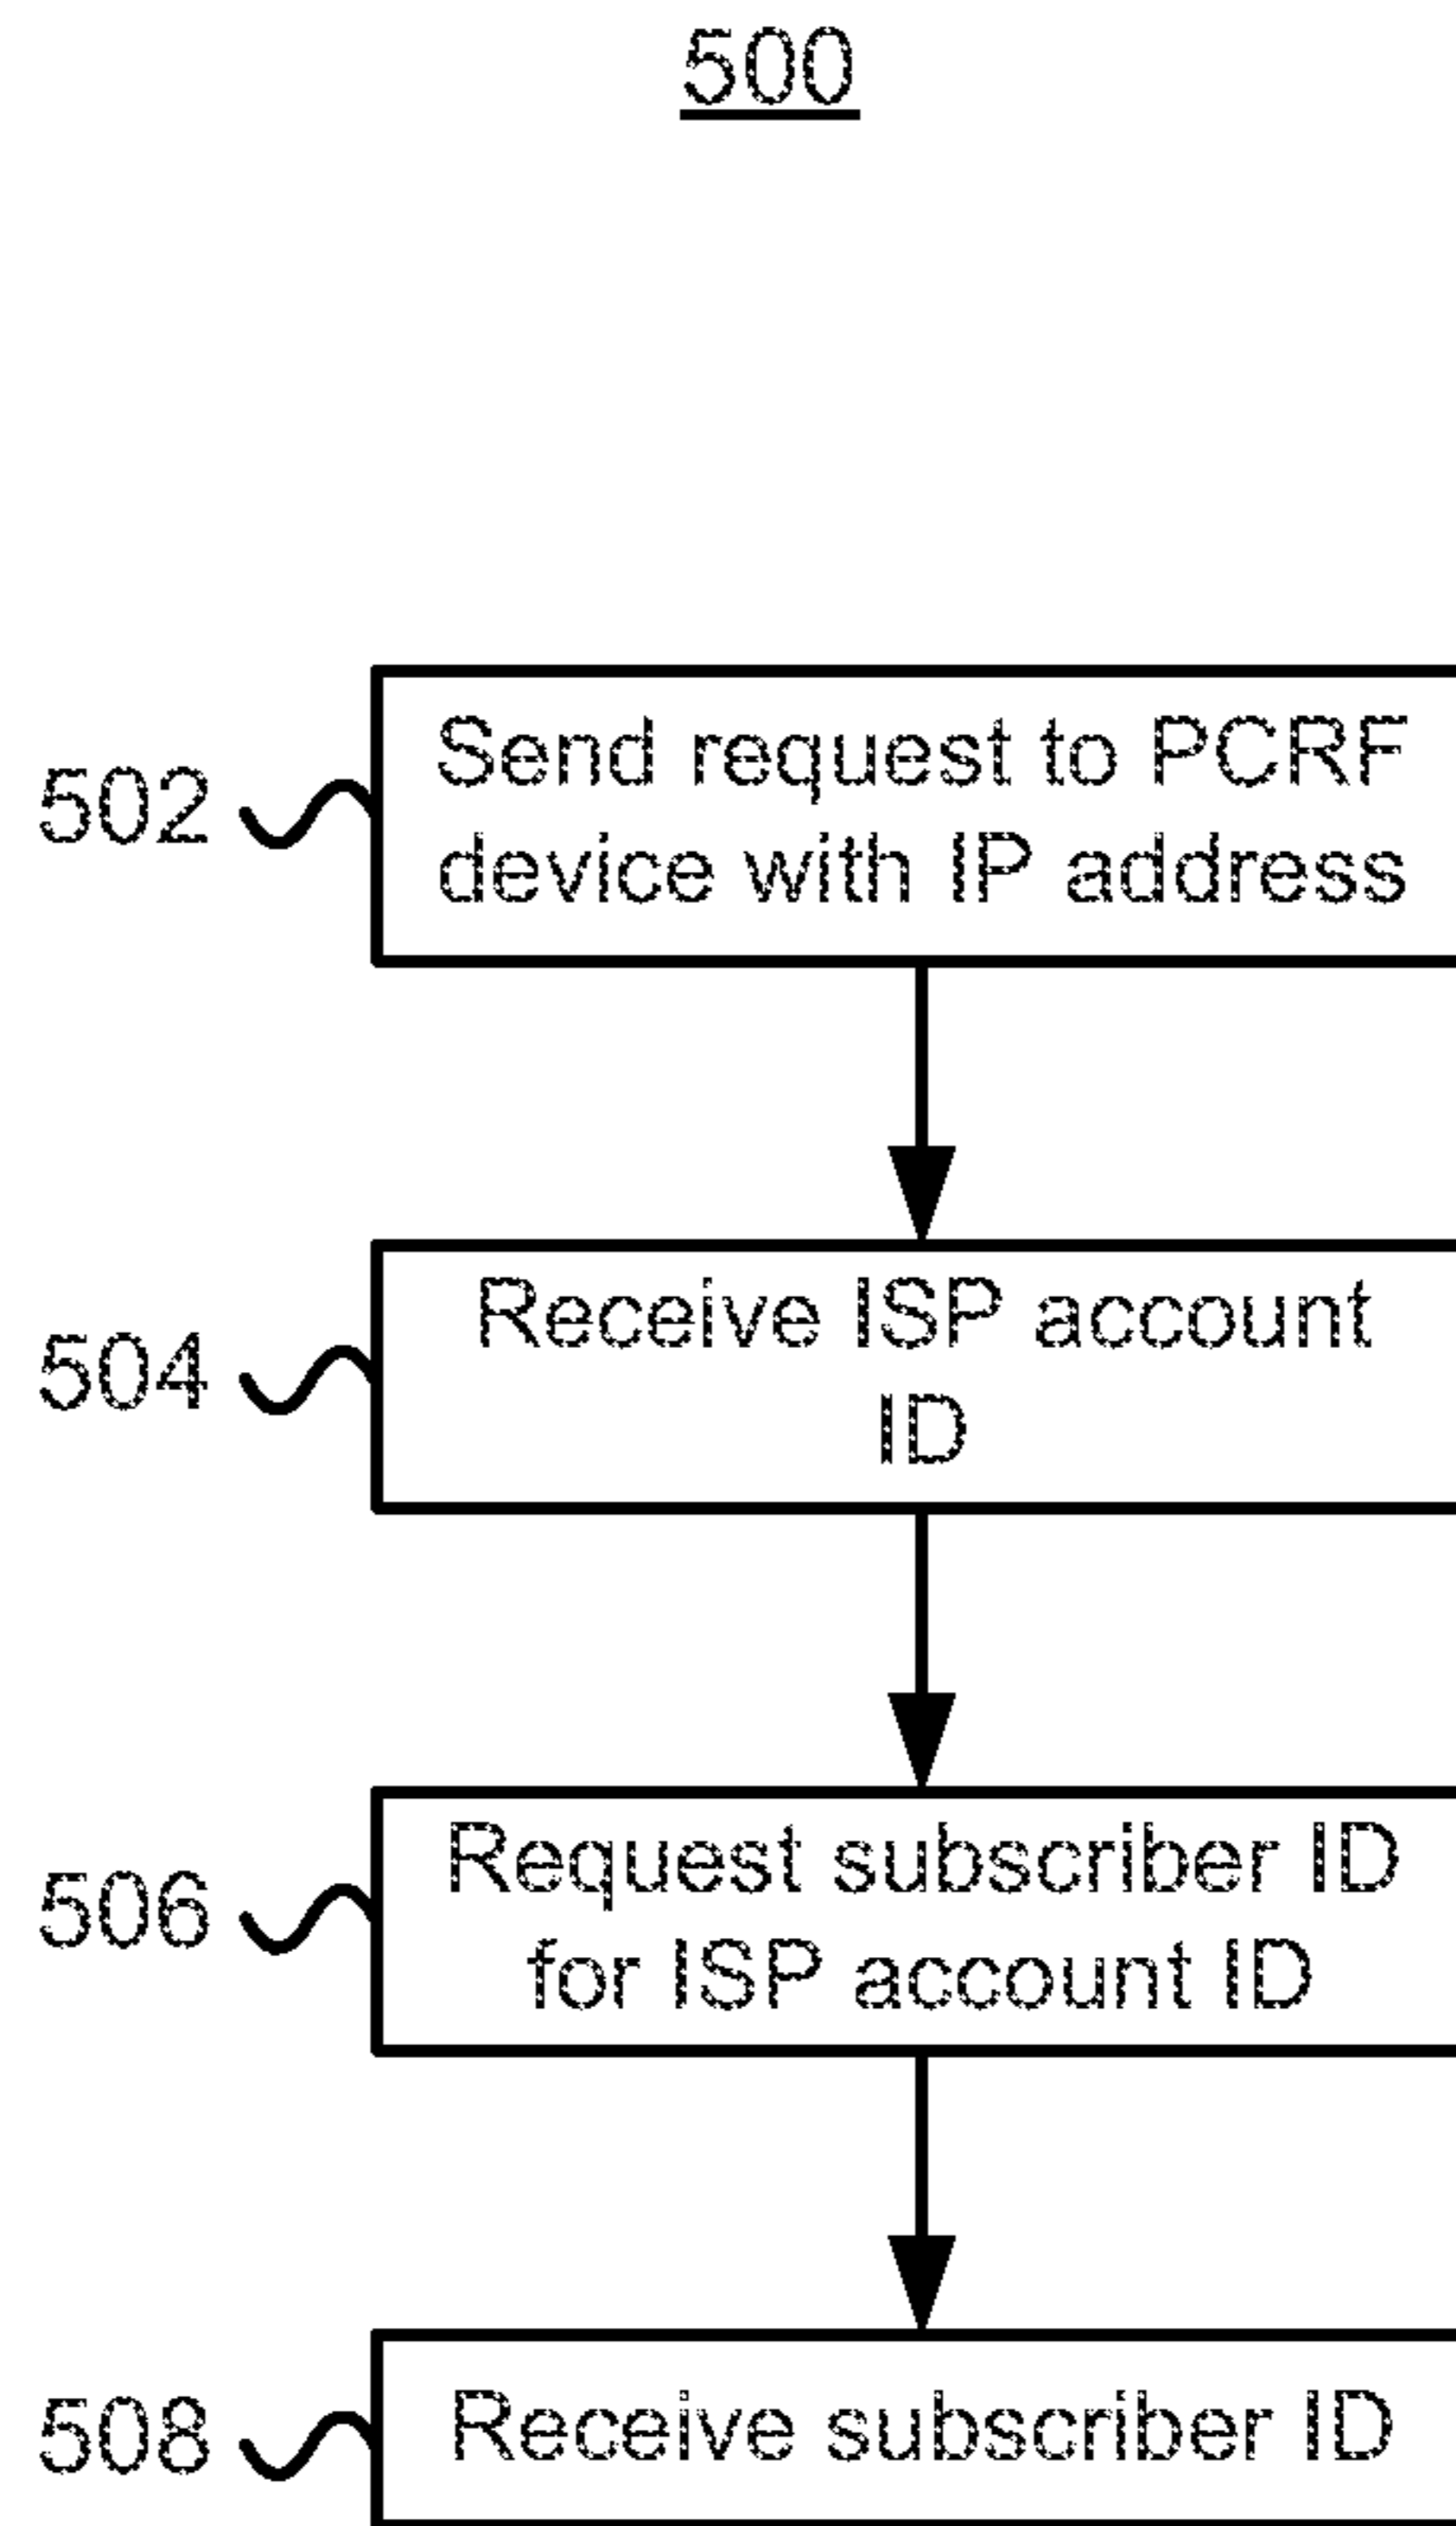 500
502
Send request to PCRF
device with IP address
504
Receive ISP account
ID
506
Request subscriber ID
for ISP account ID
508
Receive subscriber ID